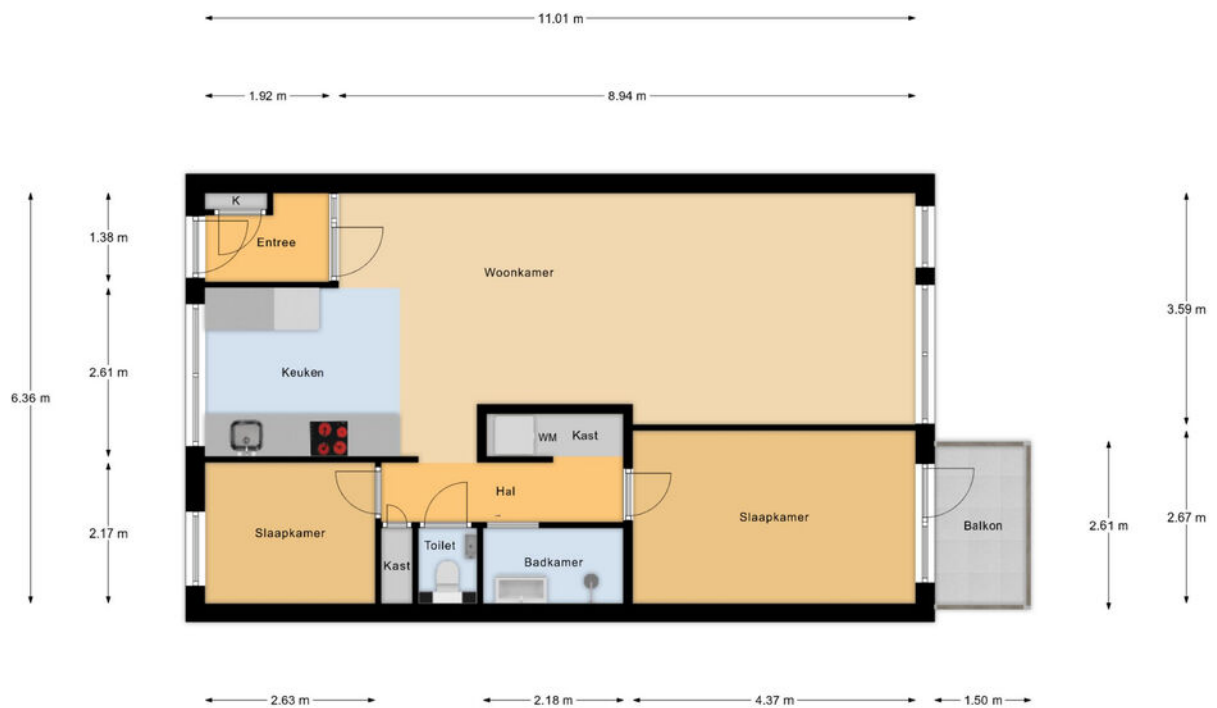 11.01 m
1.92 m
8.94 m
K
Entree
1.38 m
Woonkamer
3.59 m
2.61 m
Keuken
6.36 m
WM
Kast
Hal
2.17 m
Slaapkamer
Slaapkamer
Balkon
2.61 m
2.67 m
Toilet
Kast
Badkamer
2.63 m
2.18 m
4.37 m
1.50 m